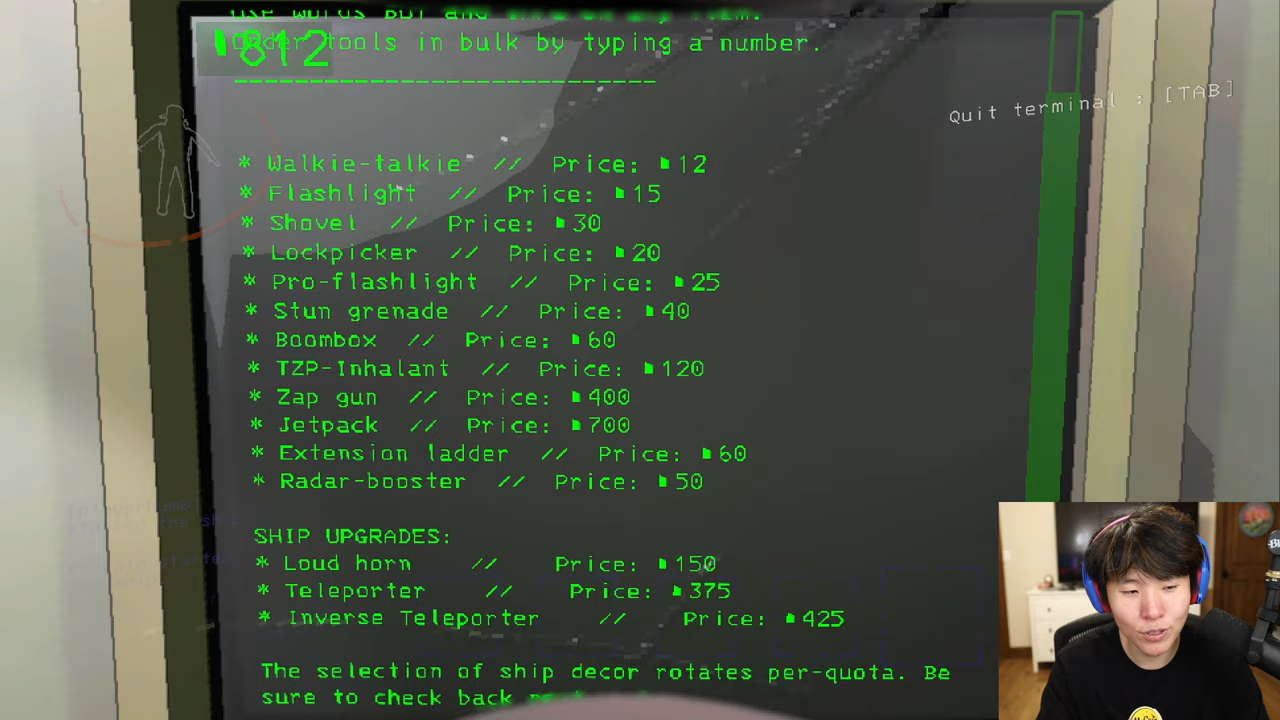 Use words BUY and
Order tools in bulk by typing a number.
812
----------------------------
Quit terminal : [TAB]
* Walkie-talkie // Price: ▮12
* Flashlight // Price: ▮15
* Shovel // Price: ▮30
* Lockpicker // Price: ▮20
* Pro-flashlight // Price: ▮25
* Stun grenade // Price: ▮40
* Boombox // Price: ▮60
* TZP-Inhalant // Price: ▮120
* Zap gun // Price: ▮400
* Jetpack // Price: ▮700
* Extension ladder // Price: ▮60
* Radar-booster // Price: ▮50
SHIP UPGRADES:
* Loud horn // Price: ▮150
* Teleporter // Price: ▮375
* Inverse Teleporter // Price: ▮425
The selection of ship decor rotates per-quota. Be
sure to check back